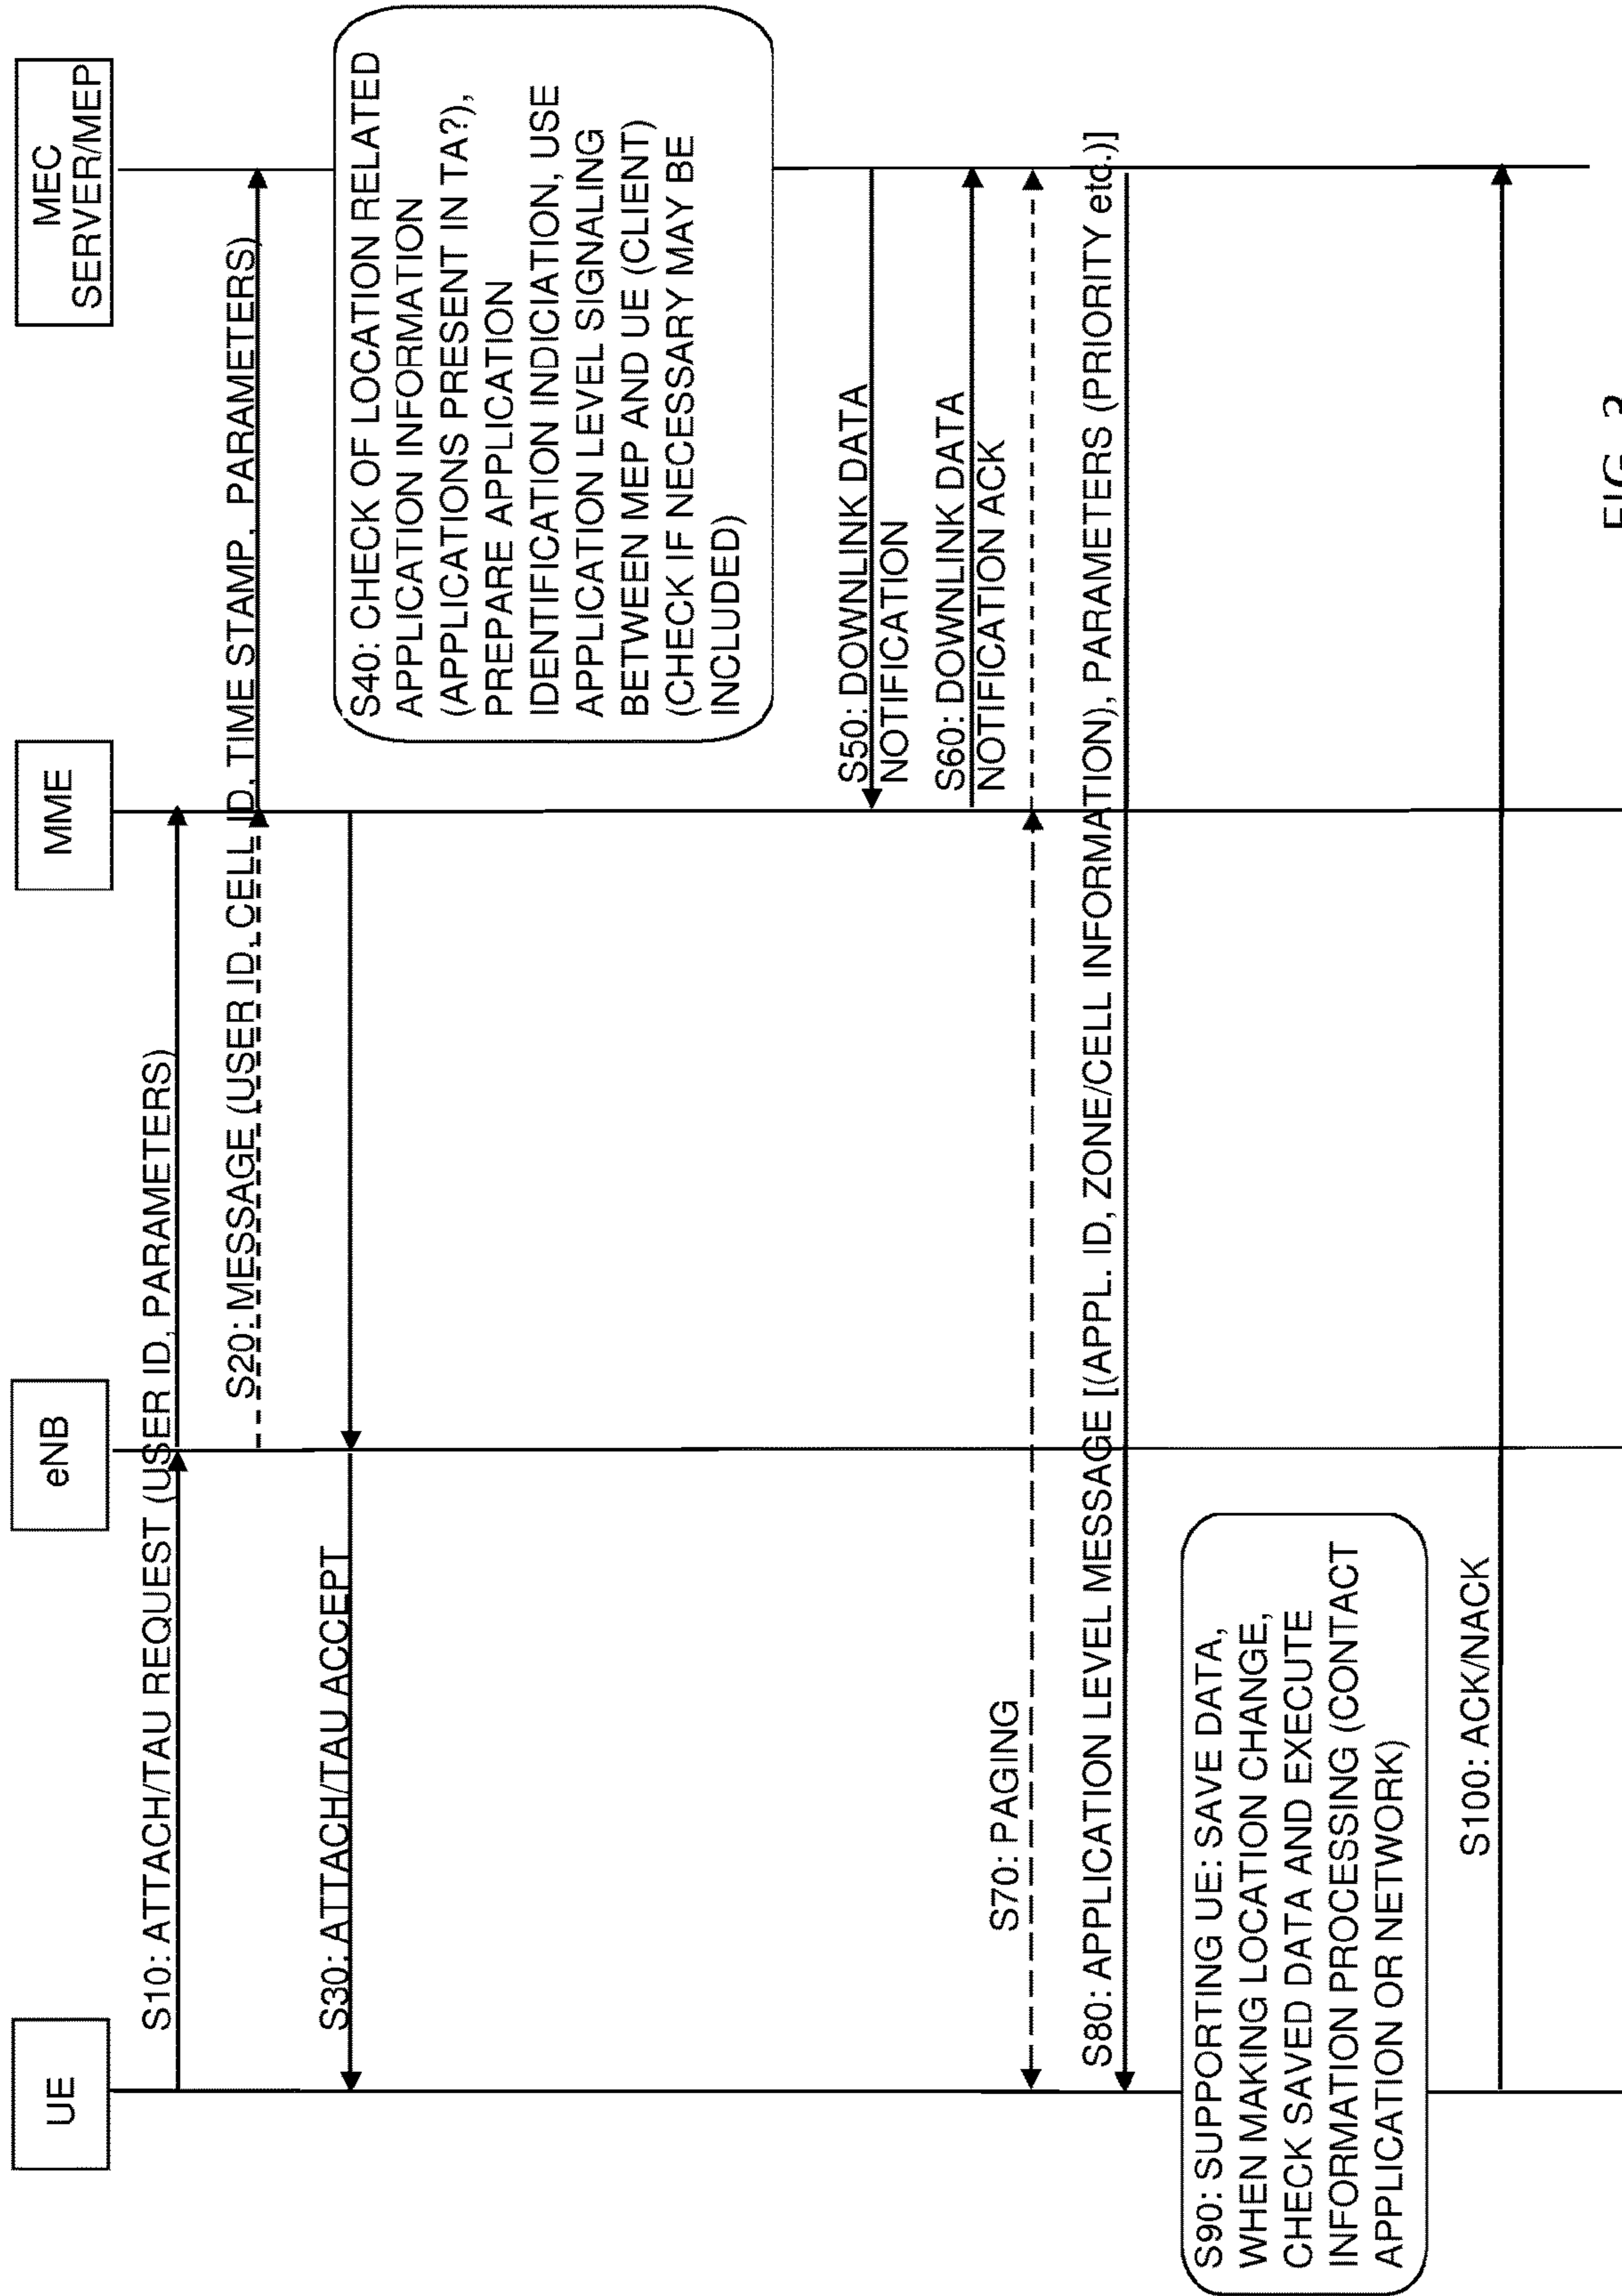 UE
eNB
MME
MEC
SERVER/MEP
S10: ATTACH/TAU REQUEST (USER ID, PARAMETERS)
S20: MESSAGE (USER ID, CELL ID, TIME STAMP, PARAMETERS)
S30: ATTACH/TAU ACCEPT
S40: CHECK OF LOCATION RELATED
APPLICATION INFORMATION
(APPLICATIONS PRESENT IN TA?),
PREPARE APPLICATION
IDENTIFICATION INDICIATION, USE
APPLICATION LEVEL SIGNALING
BETWEEN MEP AND UE (CLIENT)
(CHECK IF NECESSARY MAY BE
INCLUDED)
S50: DOWNLINK DATA
NOTIFICATION
S60: DOWNLINK DATA
NOTIFICATION ACK
S70: PAGING
S80: APPLICATION LEVEL MESSAGE [(APPL. ID, ZONE/CELL INFORMATION), PARAMETERS (PRIORITY etc.)]
S90: SUPPORTING UE: SAVE DATA,
WHEN MAKING LOCATION CHANGE,
CHECK SAVED DATA AND EXECUTE
INFORMATION PROCESSING (CONTACT
APPLICATION OR NETWORK)
S100: ACK/NACK
FIG. 3